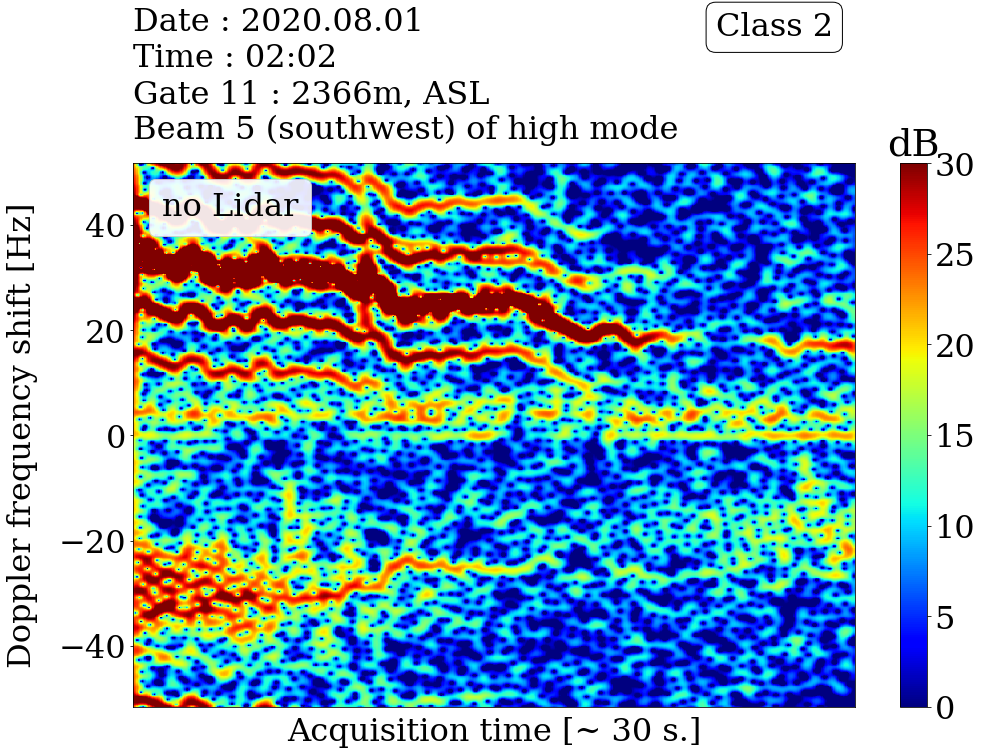 Date : 2020.08.01
Time : 02:02
Gate 11 : 2366m, ASL
Beam 5 (southwest) of high mode
Class 2
dB
no Lidar
Doppler frequency shift [Hz]
40
20
0
−20
−40
30
25
20
15
10
5
0
Acquisition time [~ 30 s.]